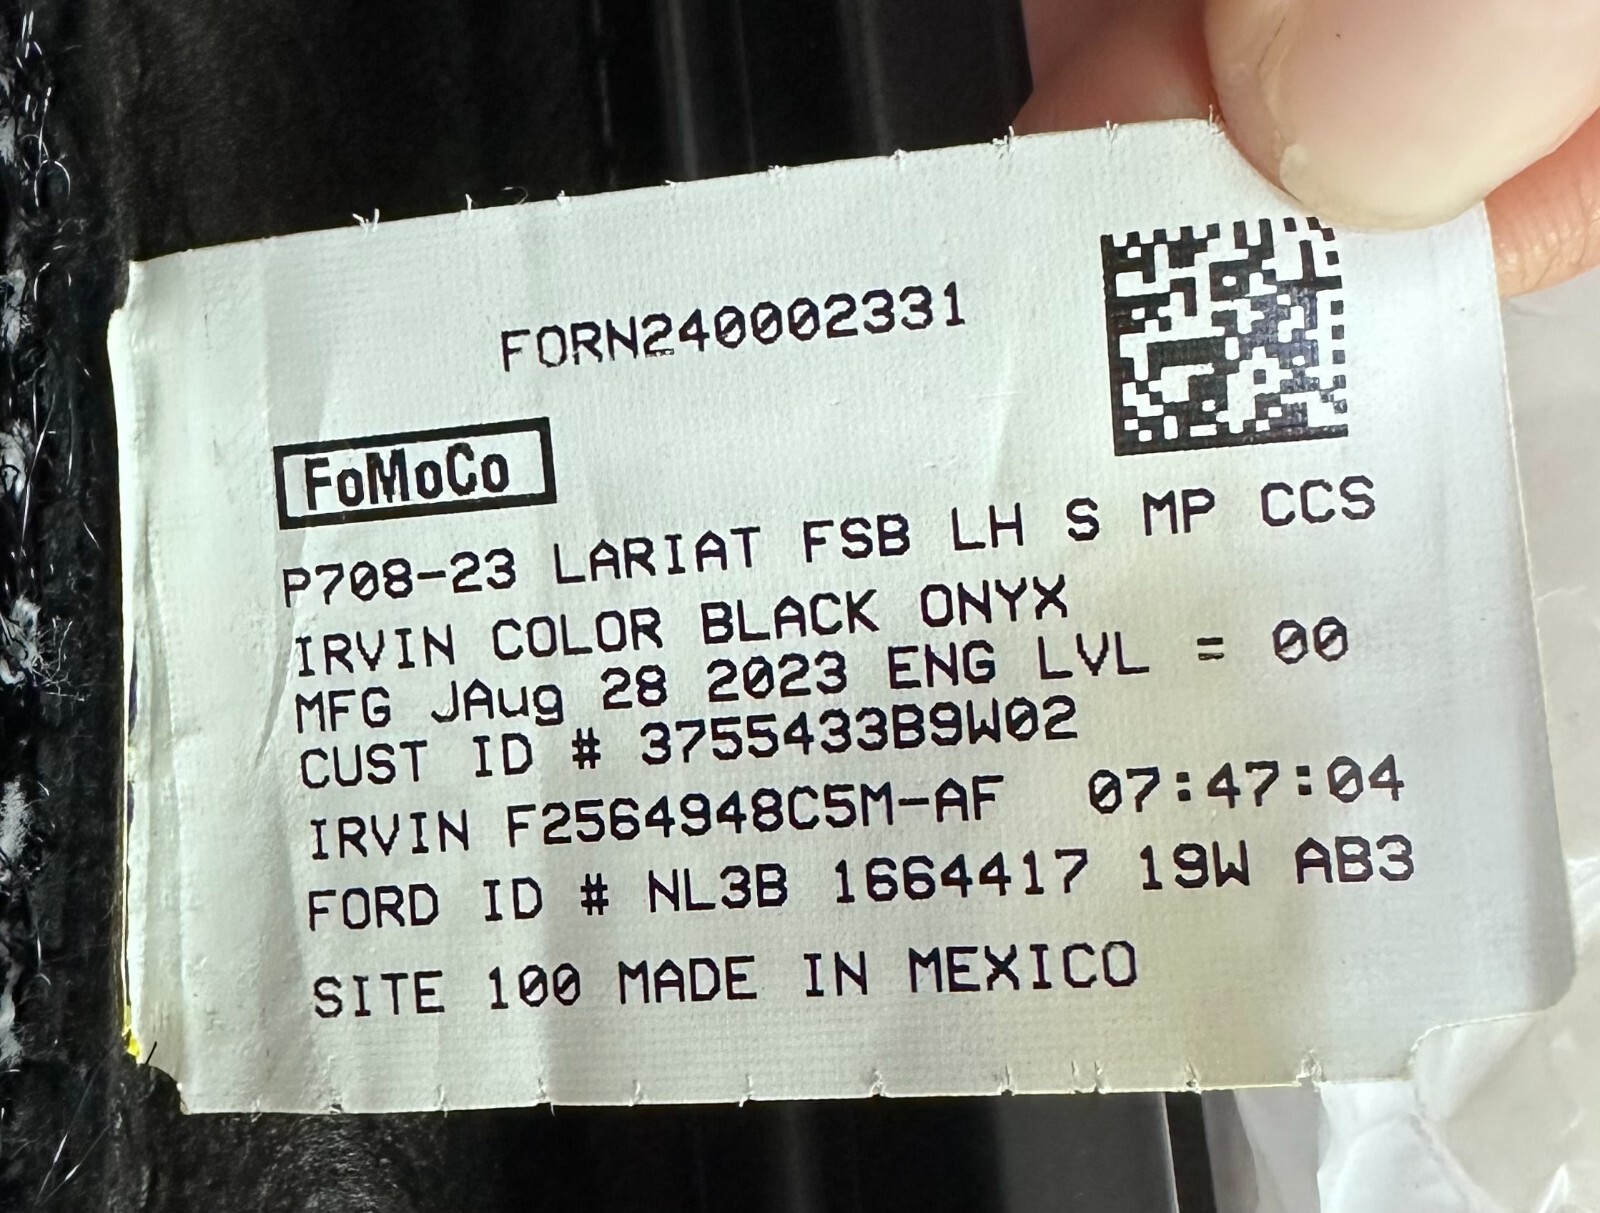 FORN240002331
FoMoCo
P708-23 LARIAT FSB LH S MP CCS
IRVIN COLOR BLACK ONYX
MFG JAug 28 2023 ENG LVL = 00
CUST ID # 3755433B9W02
IRVIN F2564948C5M-AF 07:47:04
FORD ID # NL3B 1664417 19W AB3
SITE 100 MADE IN MEXICO